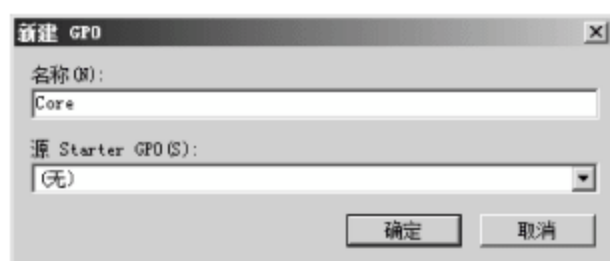 新建 GPO
名称(N):
Core
源 Starter GPO(S):
(无)
确定 取消